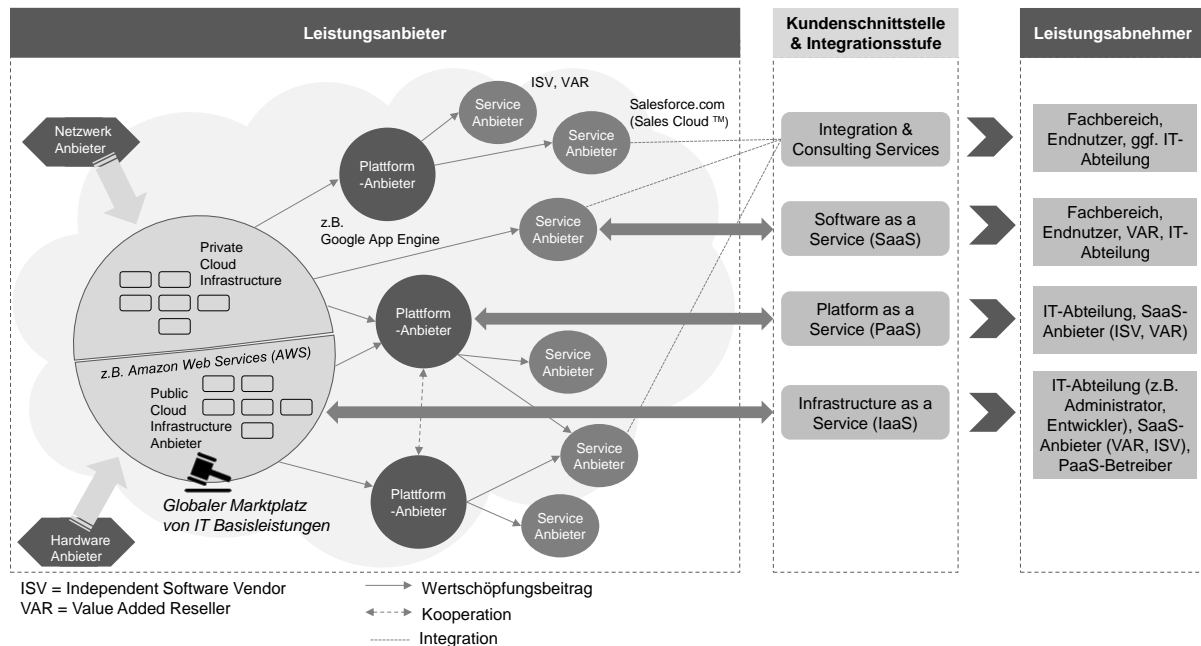 Leistungsanbieter
Kundenschnittstelle
& Integrationsstufe
Leistungsabnehmer
Netzwerk
Anbieter
ISV, VAR
Service
Anbieter
Salesforce.com
(Sales Cloud ™)
Service
Anbieter
Plattform
-Anbieter
z.B.
Google App Engine
Service
Anbieter
Private
Cloud
Infrastructure
Plattform
-Anbieter
z.B. Amazon Web Services (AWS)
Service
Anbieter
Public
Cloud
Infrastructure
Anbieter
Service
Anbieter
Plattform
-Anbieter
Service
Anbieter
Globaler Marktplatz
von IT Basisleistungen
Hardware
Anbieter
Integration &
Consulting Services
Software as a
Service (SaaS)
Platform as a
Service (PaaS)
Infrastructure as a
Service (IaaS)
Fachbereich,
Endnutzer, ggf. IT-
Abteilung
Fachbereich,
Endnutzer, VAR, IT-
Abteilung
IT-Abteilung, SaaS-
Anbieter (ISV, VAR)
IT-Abteilung (z.B.
Administrator,
Entwickler), SaaS-
Anbieter (VAR, ISV),
PaaS-Betreiber
ISV = Independent Software Vendor
VAR = Value Added Reseller
Wertschöpfungsbeitrag
Kooperation
Integration